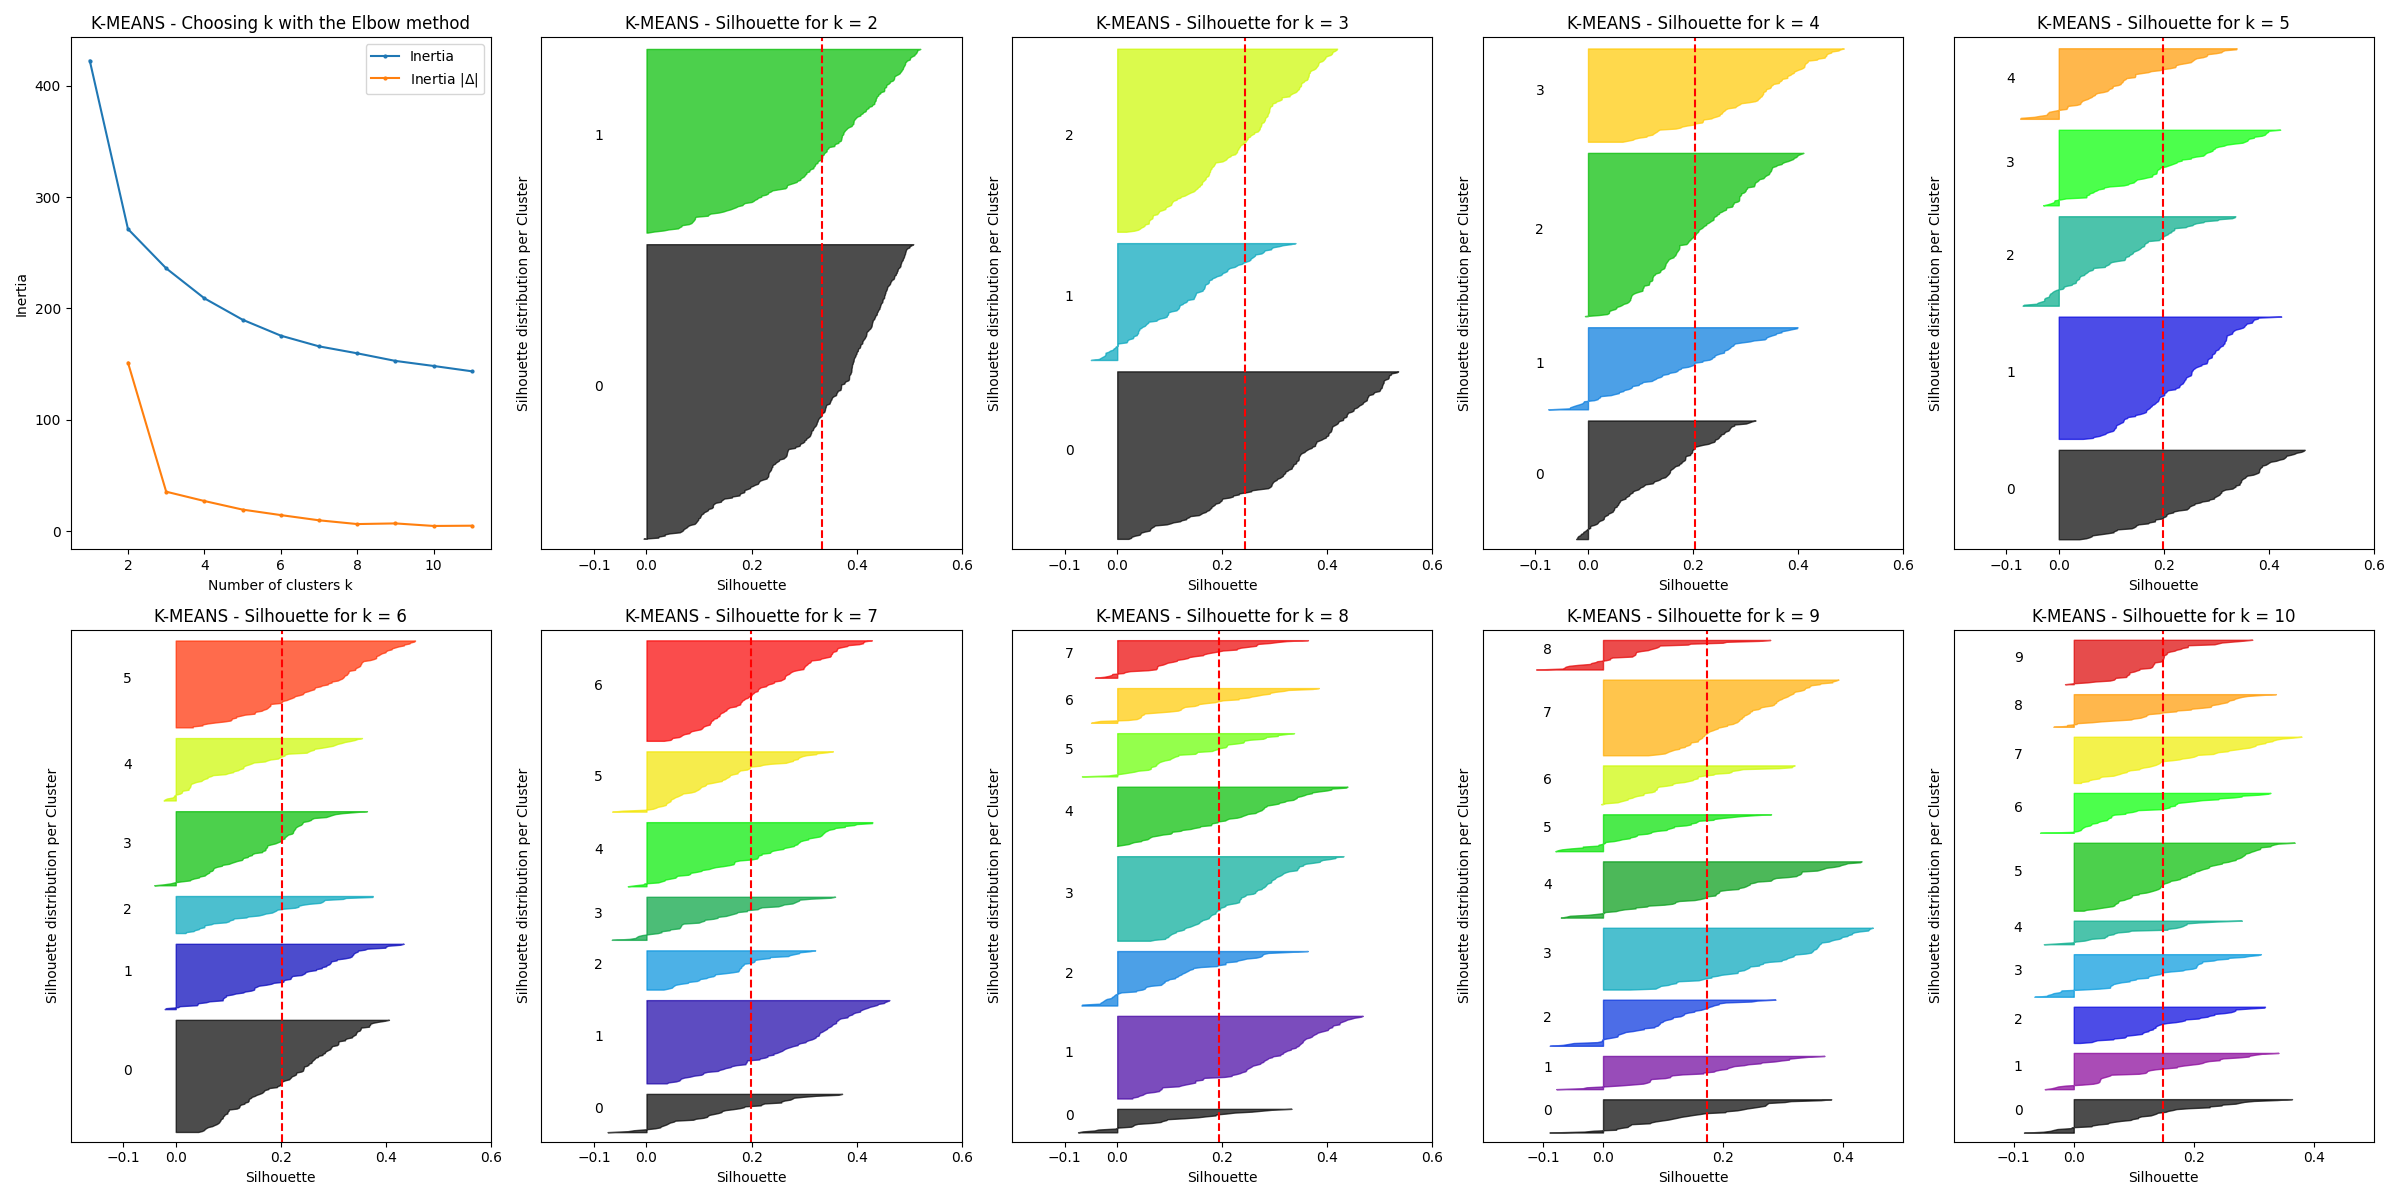 K-MEANS - Choosing k with the Elbow method
Inertia
Inertia |Δ|
400
300
200
100
0
Inertia
2 4 6 8 10
Number of clusters k
K-MEANS - Silhouette for k = 2
Silhouette distribution per Cluster
1
0
−0.1 0.0 0.2 0.4 0.6
Silhouette
K-MEANS - Silhouette for k = 3
Silhouette distribution per Cluster
2
1
0
−0.1 0.0 0.2 0.4 0.6
Silhouette
K-MEANS - Silhouette for k = 4
Silhouette distribution per Cluster
3
2
1
0
−0.1 0.0 0.2 0.4 0.6
Silhouette
K-MEANS - Silhouette for k = 5
Silhouette distribution per Cluster
4
3
2
1
0
−0.1 0.0 0.2 0.4 0.6
Silhouette
K-MEANS - Silhouette for k = 6
Silhouette distribution per Cluster
5
4
3
2
1
0
−0.1 0.0 0.2 0.4 0.6
Silhouette
K-MEANS - Silhouette for k = 7
Silhouette distribution per Cluster
6
5
4
3
2
1
0
−0.1 0.0 0.2 0.4 0.6
Silhouette
K-MEANS - Silhouette for k = 8
Silhouette distribution per Cluster
7
6
5
4
3
2
1
0
−0.1 0.0 0.2 0.4 0.6
Silhouette
K-MEANS - Silhouette for k = 9
Silhouette distribution per Cluster
8
7
6
5
4
3
2
1
0
−0.1 0.0 0.2 0.4
Silhouette
K-MEANS - Silhouette for k = 10
Silhouette distribution per Cluster
9
8
7
6
5
4
3
2
1
0
−0.1 0.0 0.2 0.4
Silhouette